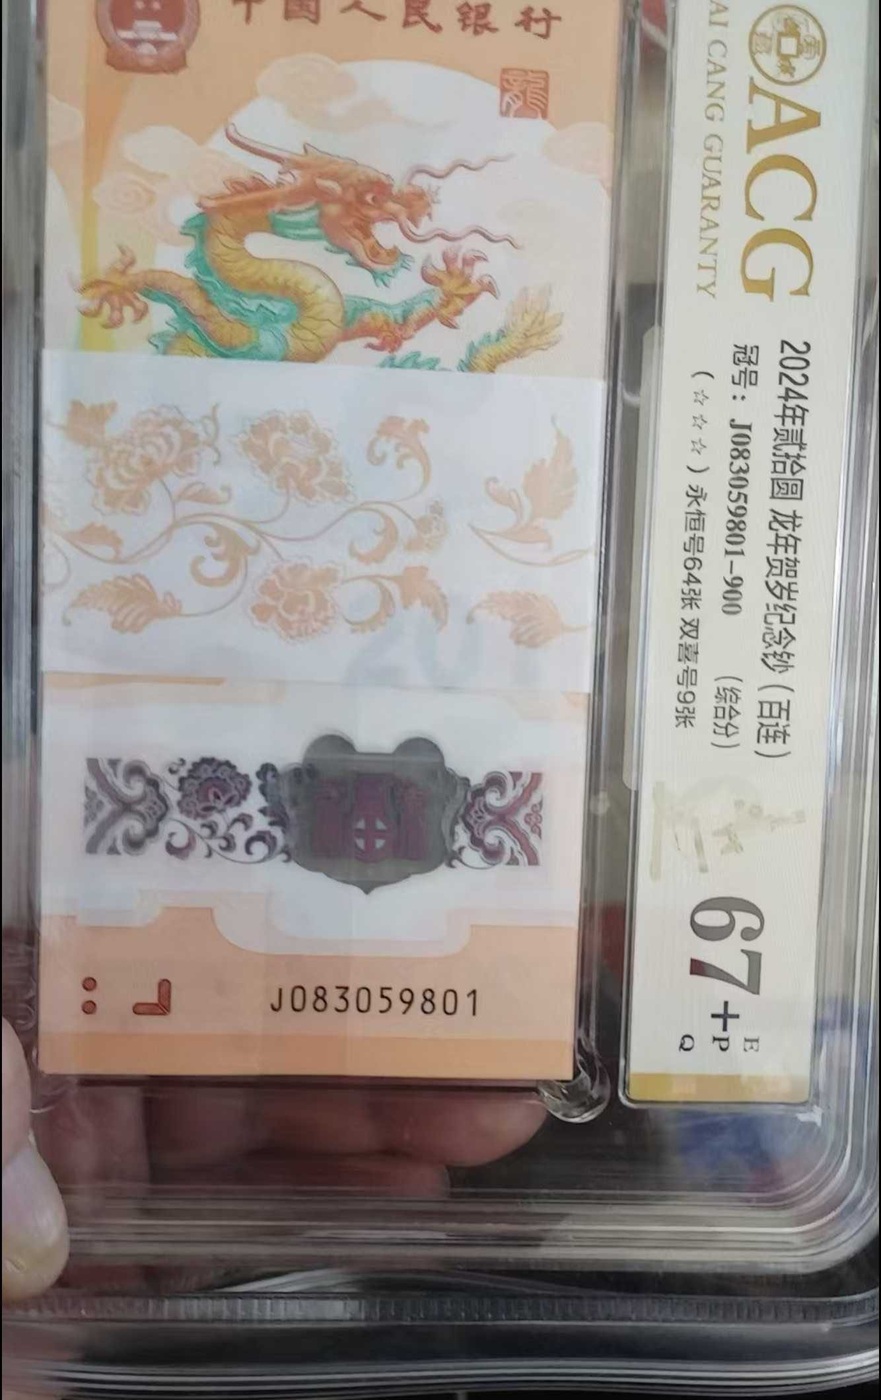 中国人民银行
龍
J083059801
ACG
AI CANG GUARANTY
2024年贰拾圆 龙年贺岁纪念钞（百连）
冠号： J083059801-900 （综合分）
（☆☆☆）永恒号64张 双喜号9张
67+
E
P
Q